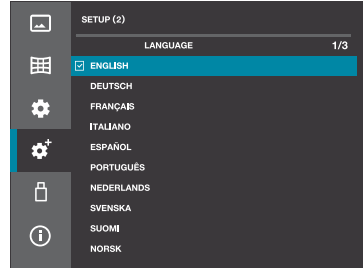 SETUP (2)
LANGUAGE 1/3
ENGLISH
DEUTSCH
FRANÇAIS
ITALIANO
ESPAÑOL
PORTUGUÊS
NEDERLANDS
SVENSKA
SUOMI
NORSK